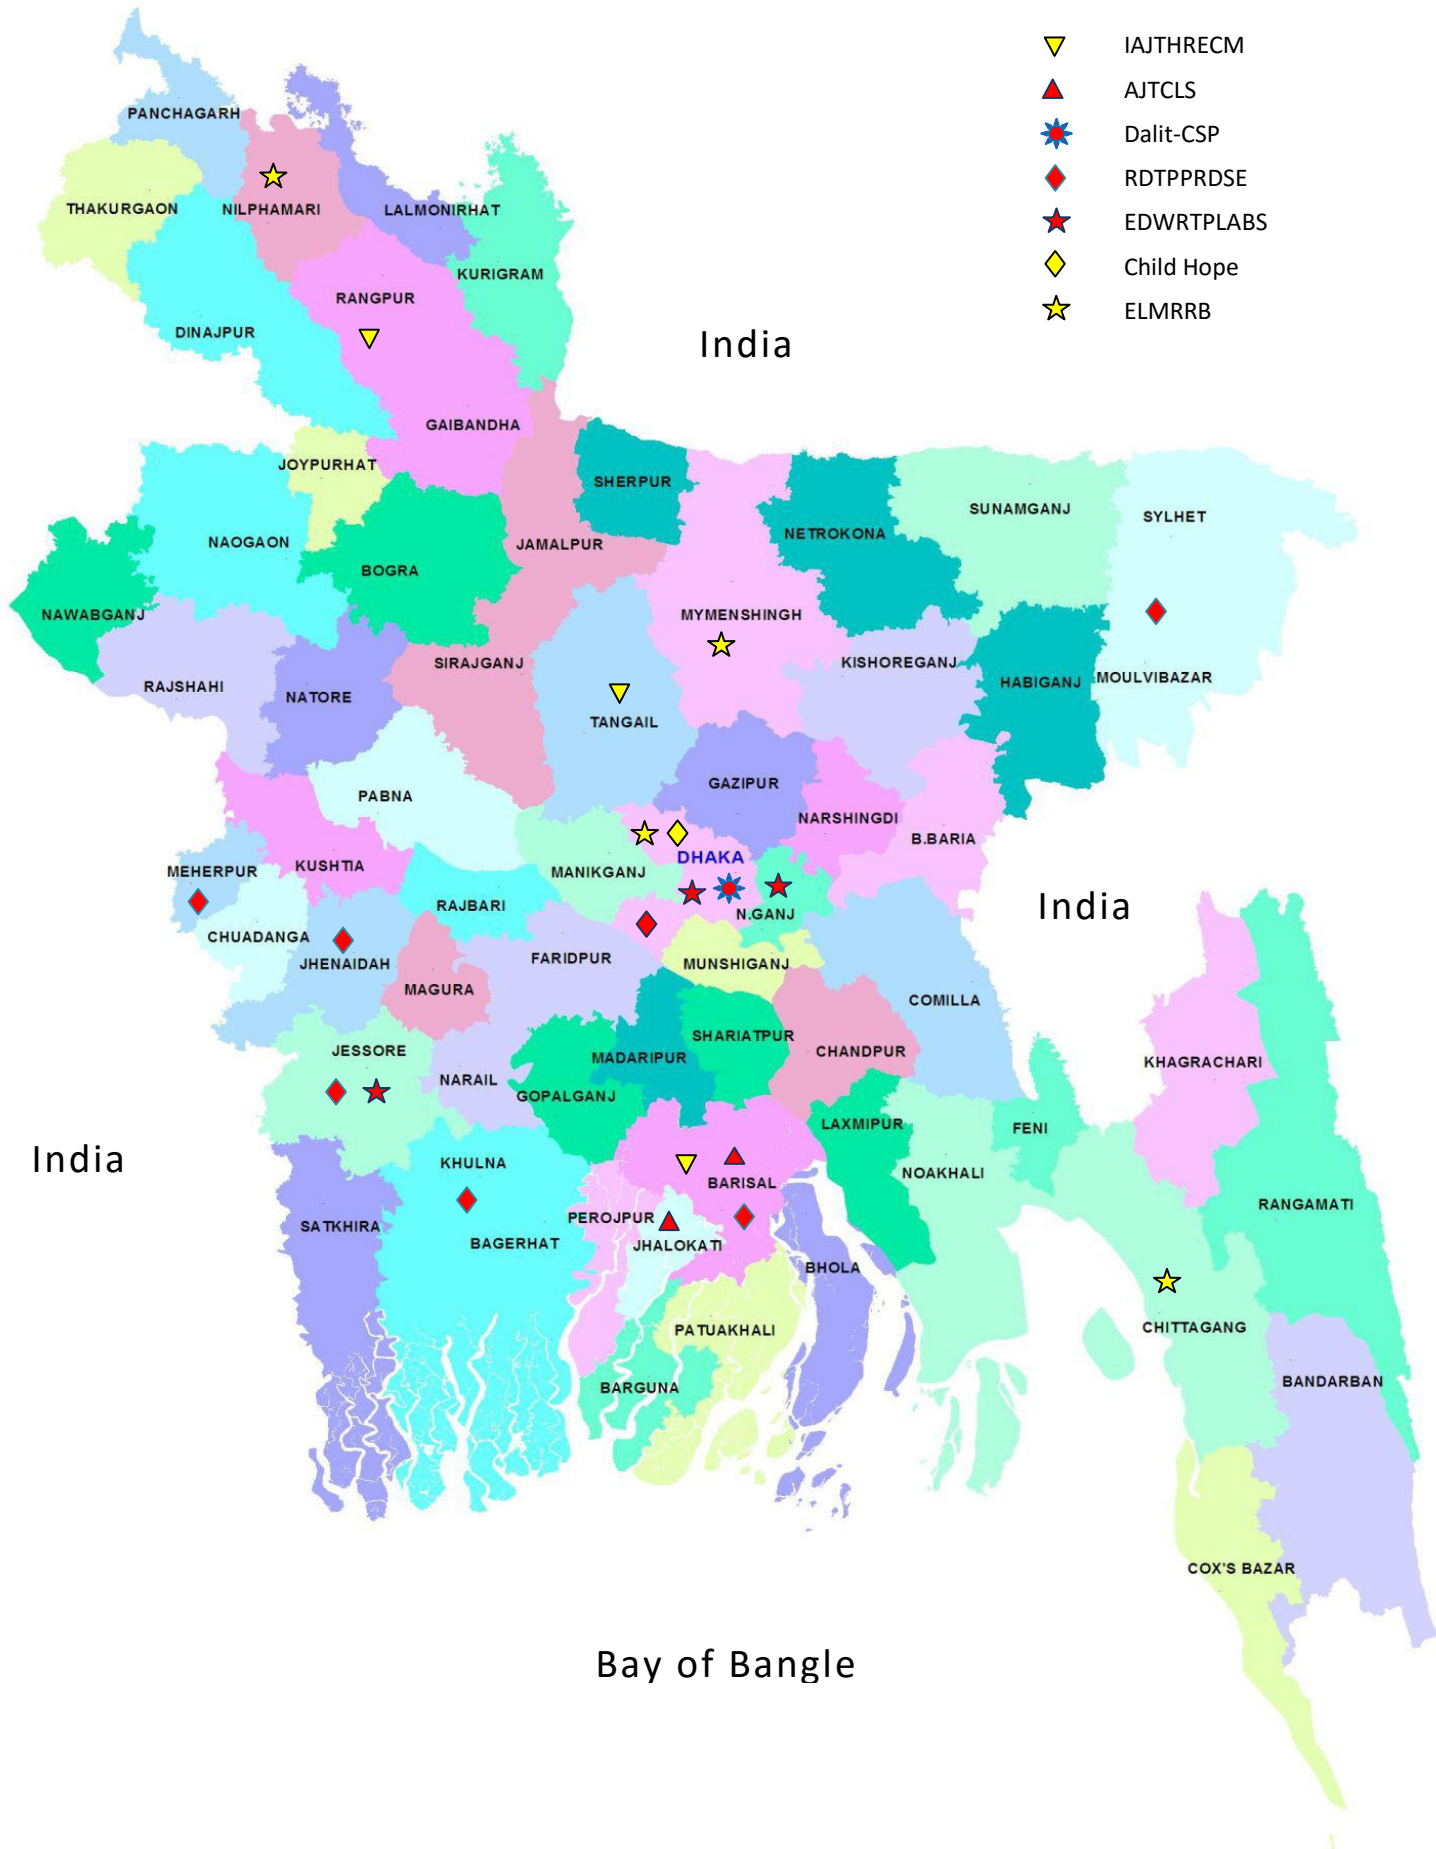 IAJTHRECM
AJTCLS
Dalit-CSP
RDTPPRDSE
EDWRTPLABS
Child Hope
ELMRRB
PANCHAGARH
THAKURGAON
NILPHAMARI
LALMONIRHAT
KURIGRAM
RANGPUR
DINAJPUR
India
GAIBANDHA
JOYPURHAT
SHERPUR
SUNAMGANJ
SYLHET
NETROKONA
NAOGAON
JAMALPUR
BOGRA
NAWABGANJ
MYMENSHINGH
SIRAJGANJ
KISHOREGANJ
MOULVIBAZAR
HABIGANJ
RAJSHAHI
NATORE
TANGAIL
GAZIPUR
PABNA
NARSHINGDI
B.BARIA
DHAKA
KUSHTIA
MEHERPUR
MANIKGANJ
RAJBARI
India
N.GANJ
CHUADANGA
FARIDPUR
JHENAIDAH
MUNSHIGANJ
MAGURA
COMILLA
SHARIATPUR
JESSORE
CHANDPUR
MADARIPUR
KHAGRACHARI
NARAIL
GOPALGANJ
LAXMIPUR
FENI
India
KHULNA
NOAKHALI
BARISAL
RANGAMATI
PEROJPUR
SATKHIRA
BAGERHAT
JHALOKATI
BHOLA
CHITTAGANG
PATUAKHALI
BANDARBAN
BARGUNA
COX'S BAZAR
Bay of Bangle